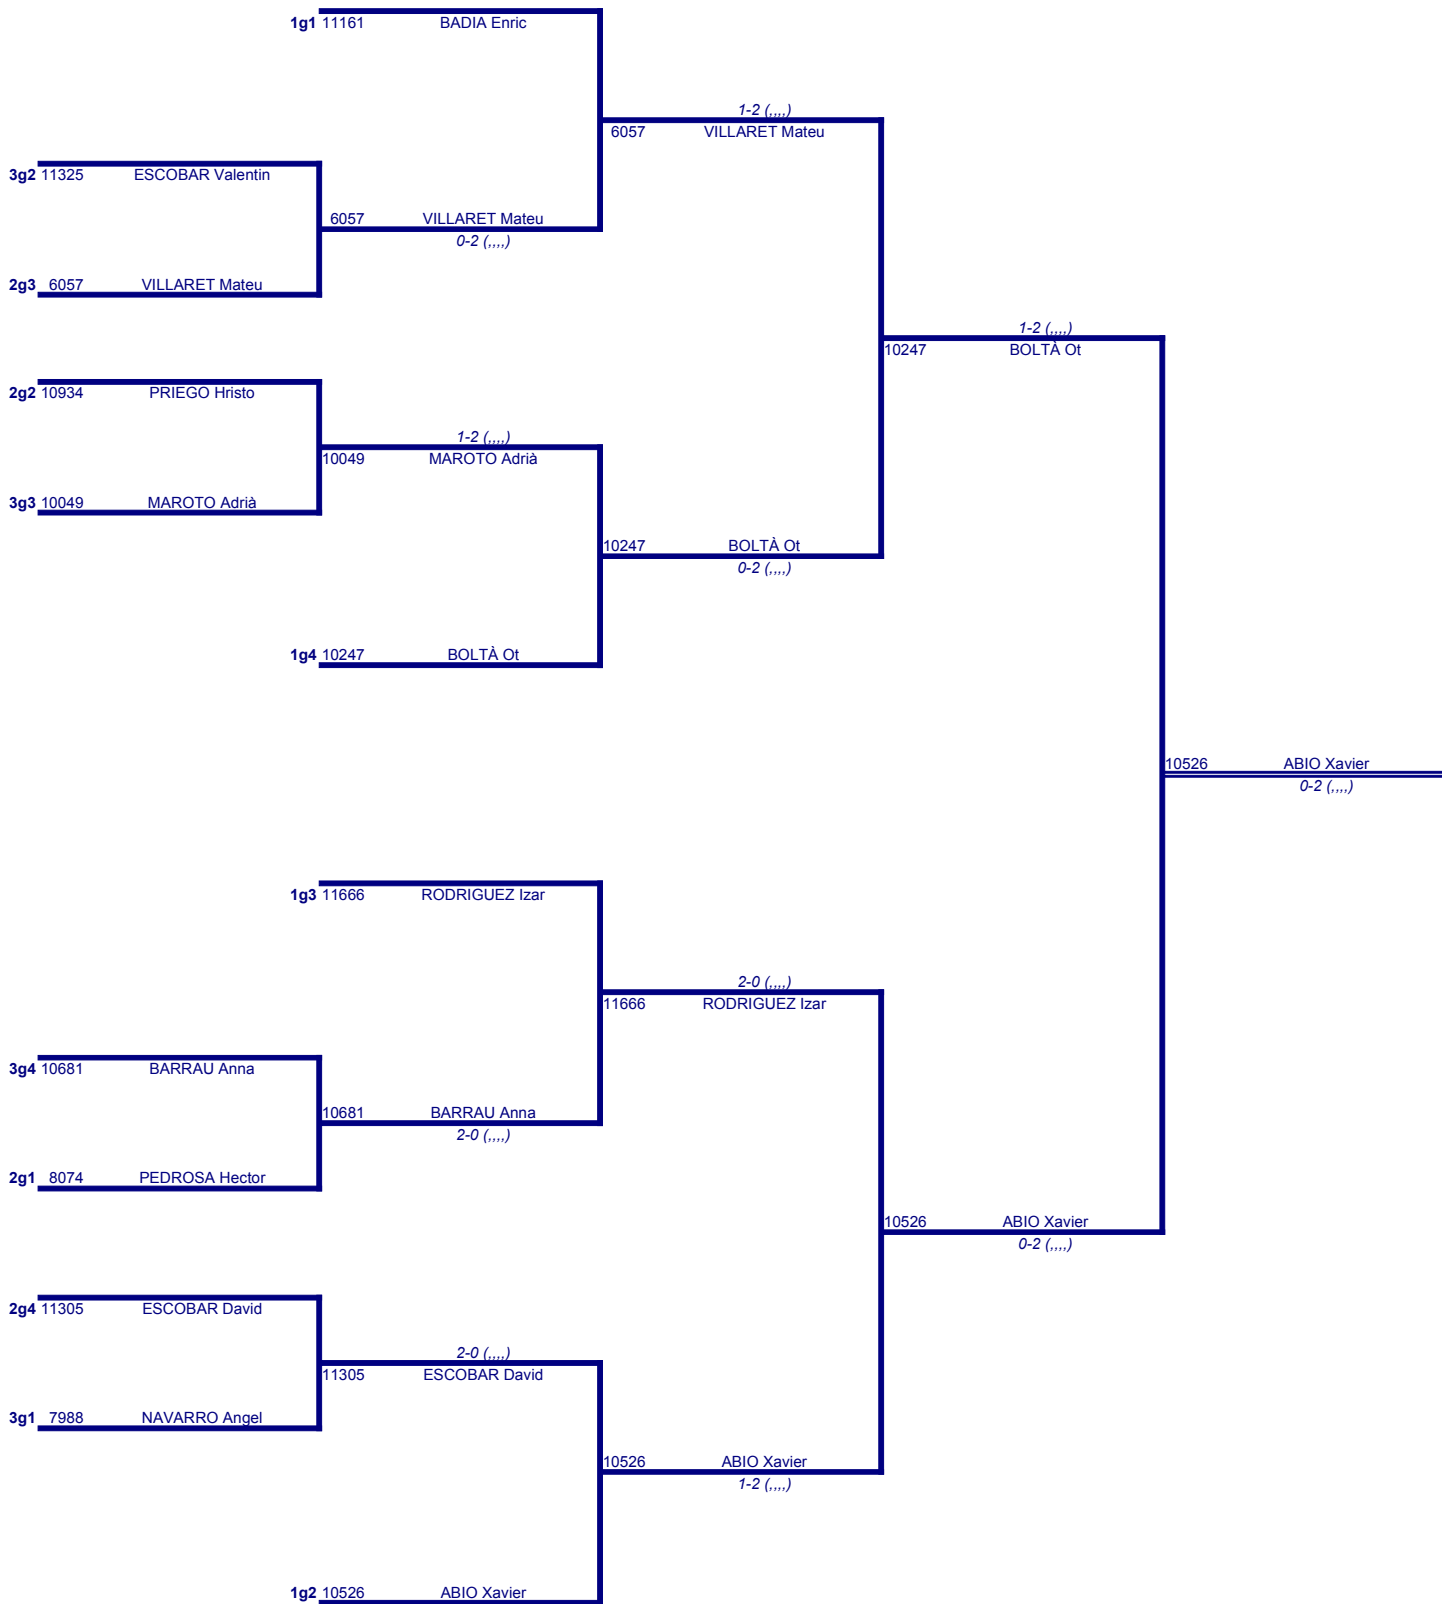 1g1 11161 BADIA Enric
1-2 (,,,,)
6057 VILLARET Mateu
3g2 11325 ESCOBAR Valentin
6057 VILLARET Mateu
0-2 (,,,,)
2g3 6057 VILLARET Mateu
1-2 (,,,,)
10247 BOLTÀ Ot
2g2 10934 PRIEGO Hristo
1-2 (,,,,)
10049 MAROTO Adrià
3g3 10049 MAROTO Adrià
10247 BOLTÀ Ot
0-2 (,,,,)
1g4 10247 BOLTÀ Ot
10526 ABIO Xavier
0-2 (,,,,)
1g3 11666 RODRIGUEZ Izar
2-0 (,,,,)
11666 RODRIGUEZ Izar
3g4 10681 BARRAU Anna
10681 BARRAU Anna
2-0 (,,,,)
2g1 8074 PEDROSA Hector
10526 ABIO Xavier
0-2 (,,,,)
2g4 11305 ESCOBAR David
2-0 (,,,,)
11305 ESCOBAR David
3g1 7988 NAVARRO Angel
10526 ABIO Xavier
1-2 (,,,,)
1g2 10526 ABIO Xavier